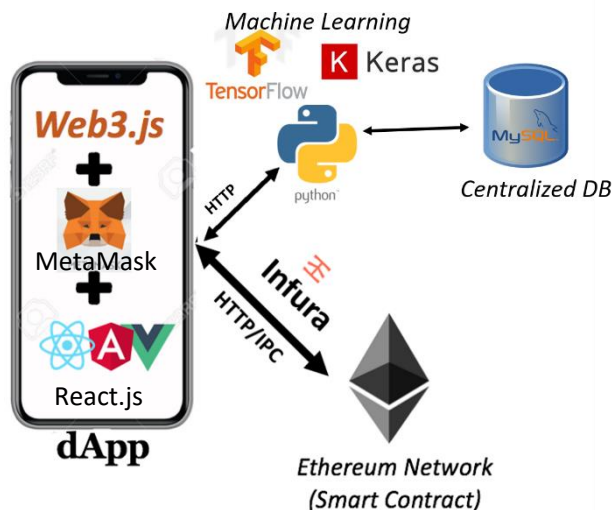 Machine Learning
TensorFlow
K Keras
Web3.js
MetaMask
React.js
dApp
HTTP
python
MySQL
Centralized DB
Infura
HTTP/IPC
Ethereum Network
(Smart Contract)